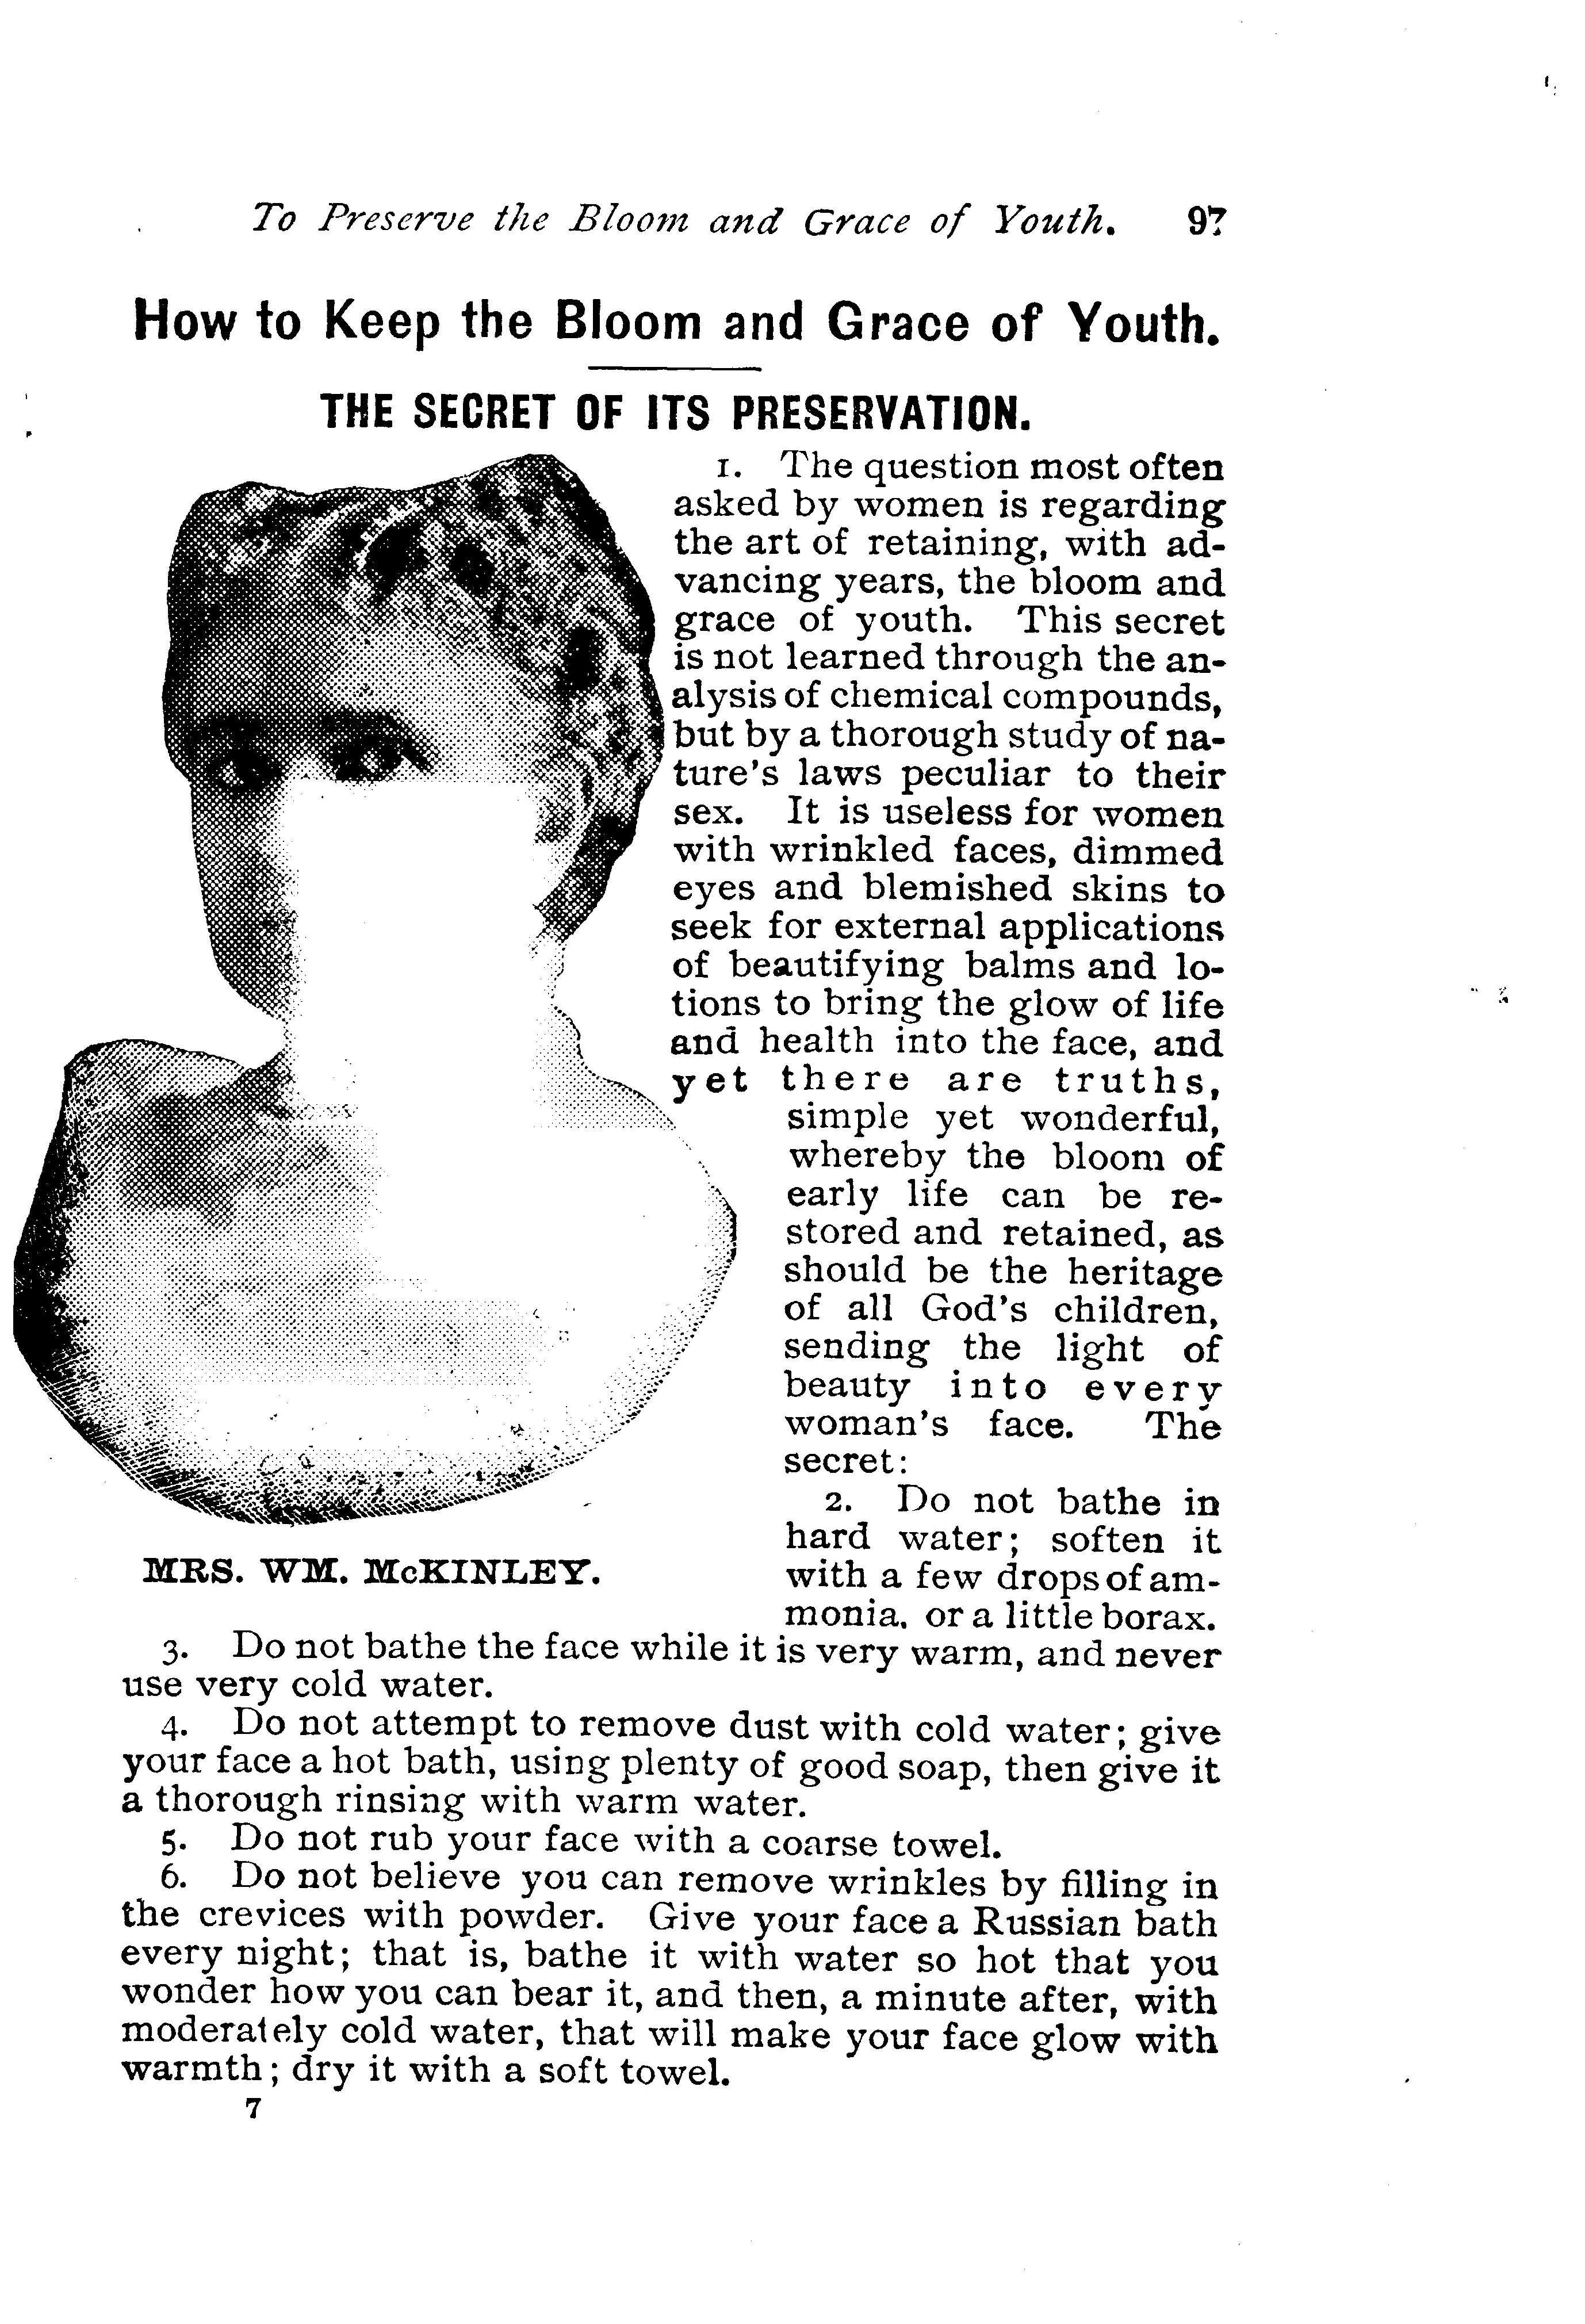 To Preserve the Bloom and Grace of Youth. 97
How to Keep the Bloom and Grace of Youth.
THE SECRET OF ITS PRESERVATION.
1. The question most often
asked by women is regarding
the art of retaining, with ad-
vancing years, the bloom and
grace of youth. This secret
is not learned through the an-
alysis of chemical compounds,
but by a thorough study of na-
ture's laws peculiar to their
sex. It is useless for women
with wrinkled faces, dimmed
eyes and blemished skins to
seek for external applications
of beautifying balms and lo-
tions to bring the glow of life
and health into the face, and
yet there are truths,
simple yet wonderful,
whereby the bloom of
early life can be re-
stored and retained, as
should be the heritage
of all God's children,
sending the light of
beauty into every
woman's face. The
secret:
2. Do not bathe in
hard water; soften it
with a few drops of am-
monia, or a little borax.
MRS. WM. McKINLEY.
3. Do not bathe the face while it is very warm, and never
use very cold water.
4. Do not attempt to remove dust with cold water; give
your face a hot bath, using plenty of good soap, then give it
a thorough rinsing with warm water.
5. Do not rub your face with a coarse towel.
6. Do not believe you can remove wrinkles by filling in
the crevices with powder. Give your face a Russian bath
every night; that is, bathe it with water so hot that you
wonder how you can bear it, and then, a minute after, with
moderately cold water, that will make your face glow with
warmth; dry it with a soft towel.
7